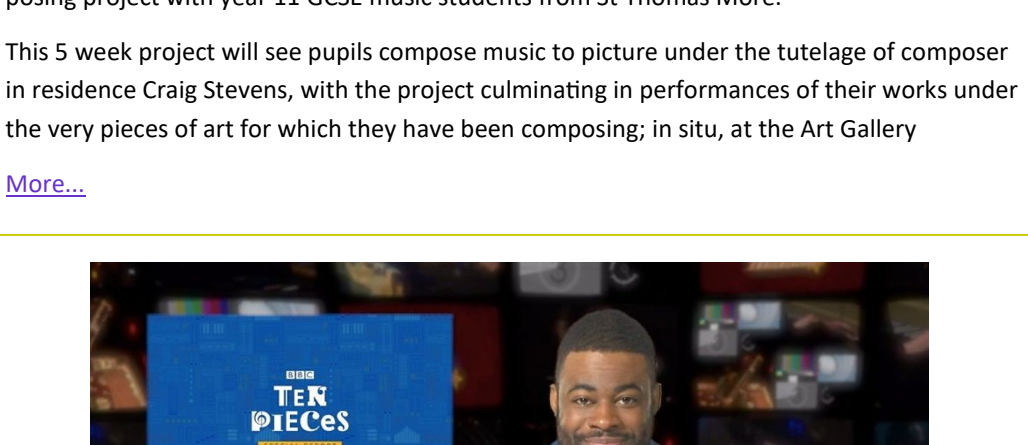 posing project with year 11 GCSE music students from St Thomas More.
This 5 week project will see pupils compose music to picture under the tutelage of composer
in residence Craig Stevens, with the project culminating in performances of their works under
the very pieces of art for which they have been composing; in situ, at the Art Gallery
More...
BBC
TEN
PIECES